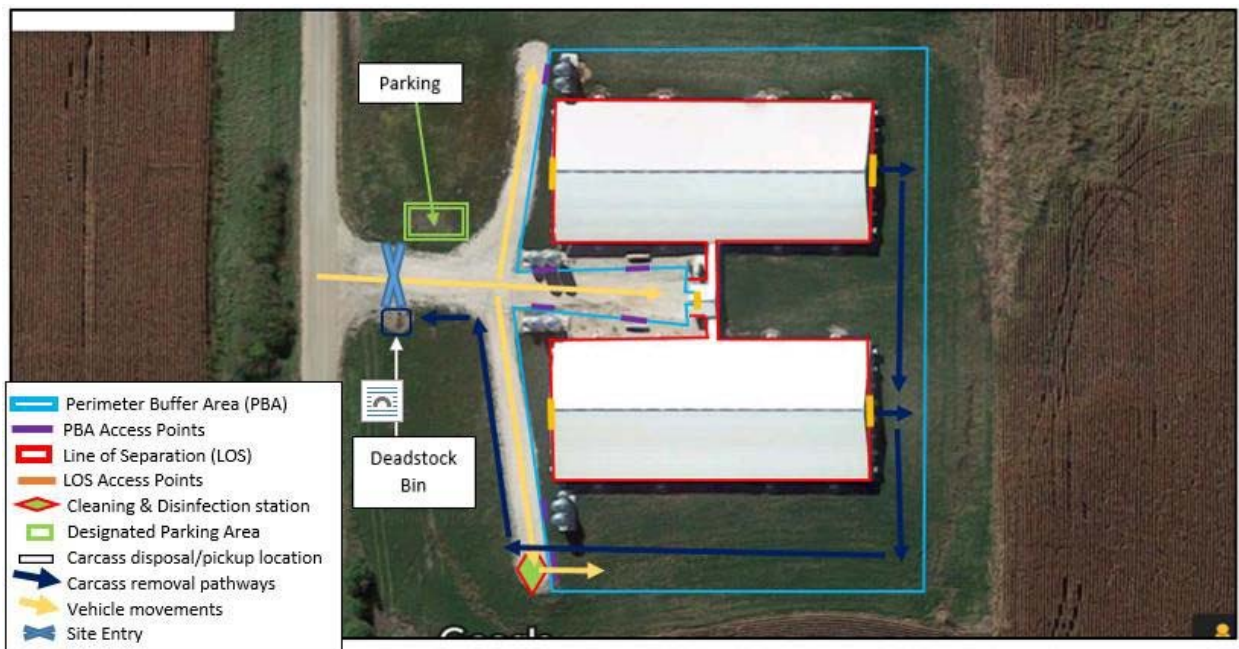 Parking
Deadstock
Bin
Perimeter Buffer Area (PBA)
PBA Access Points
Line of Separation (LOS)
LOS Access Points
Cleaning & Disinfection station
Designated Parking Area
Carcass disposal/pickup location
Carcass removal pathways
Vehicle movements
Site Entry
Google